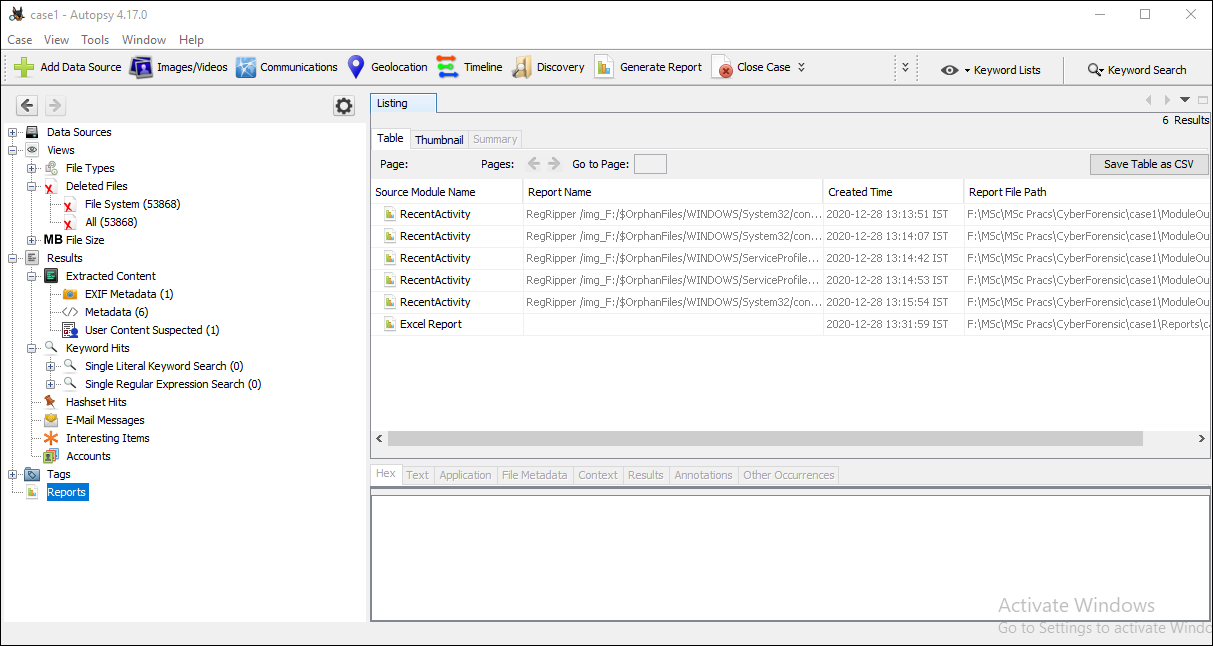 case1 - Autopsy 4.17.0
Case View Tools Window Help
Add Data Source Images/Videos Communications Geolocation Timeline Discovery Generate Report Close Case Keyword Lists Keyword Search
Data Sources
Views
File Types
Deleted Files
File System (53868)
All (53868)
MB File Size
Results
Extracted Content
EXIF Metadata (1)
Metadata (6)
User Content Suspected (1)
Keyword Hits
Single Literal Keyword Search (0)
Single Regular Expression Search (0)
Hashset Hits
E-Mail Messages
Interesting Items
Accounts
Tags
Reports
Listing
6 Results
Table Thumbnail Summary
Page: Pages: Go to Page: Save Table as CSV
Source Module Name Report Name Created Time Report File Path
RecentActivity RegRipper /img_F:/$OrphanFiles/WINDOWS/System32/con... 2020-12-28 13:13:51 IST F:\MSc\MSc Pracs\CyberForensic\case1\ModuleOu
RecentActivity RegRipper /img_F:/$OrphanFiles/WINDOWS/System32/con... 2020-12-28 13:14:07 IST F:\MSc\MSc Pracs\CyberForensic\case1\ModuleOu
RecentActivity RegRipper /img_F:/$OrphanFiles/WINDOWS/ServiceProfile... 2020-12-28 13:14:42 IST F:\MSc\MSc Pracs\CyberForensic\case1\ModuleOu
RecentActivity RegRipper /img_F:/$OrphanFiles/WINDOWS/ServiceProfile... 2020-12-28 13:14:53 IST F:\MSc\MSc Pracs\CyberForensic\case1\ModuleOu
RecentActivity RegRipper /img_F:/$OrphanFiles/WINDOWS/System32/con... 2020-12-28 13:15:54 IST F:\MSc\MSc Pracs\CyberForensic\case1\ModuleOu
Excel Report 2020-12-28 13:31:59 IST F:\MSc\MSc Pracs\CyberForensic\case1\Reports\c
Hex Text Application File Metadata Context Results Annotations Other Occurrences
Activate Windows
Go to Settings to activate Windo